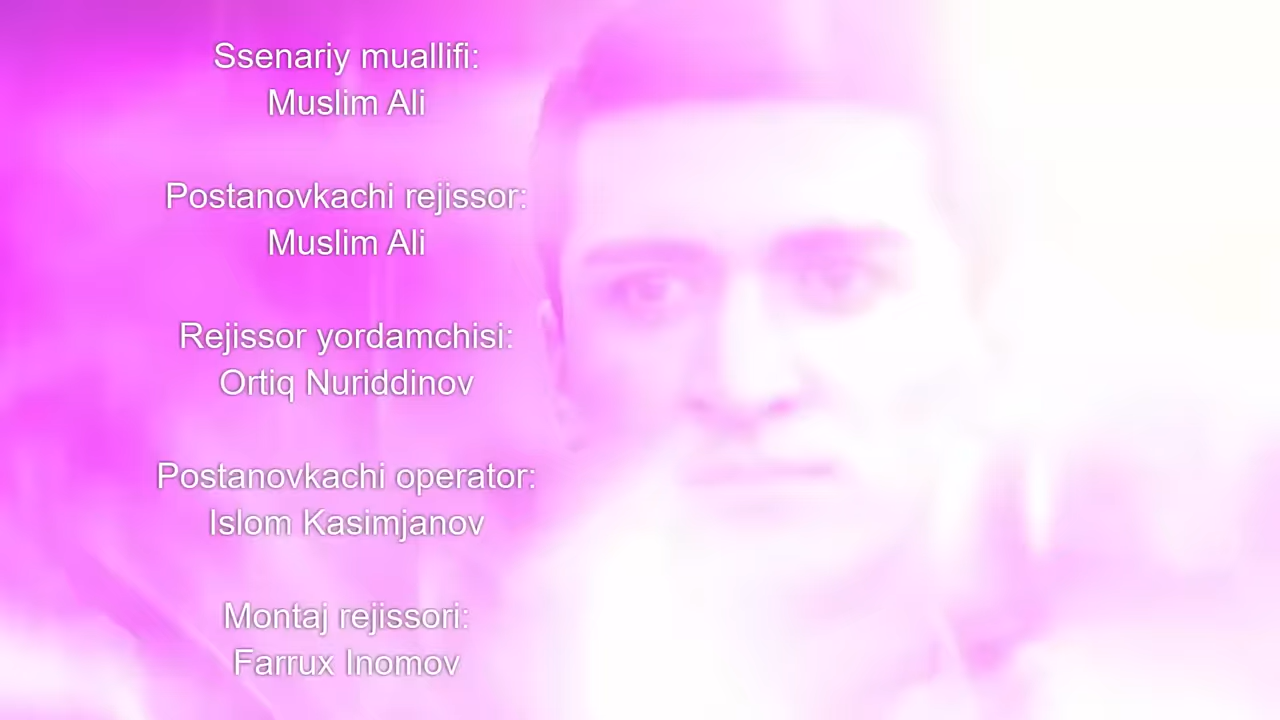 Ssenariy muallifi:
Muslim Ali
Postanovkachi rejissor:
Muslim Ali
Rejissor yordamchisi:
Ortiq Nuriddinov
Postanovkachi operator:
Islom Kasimjanov
Montaj rejissori:
Farrux Inomov